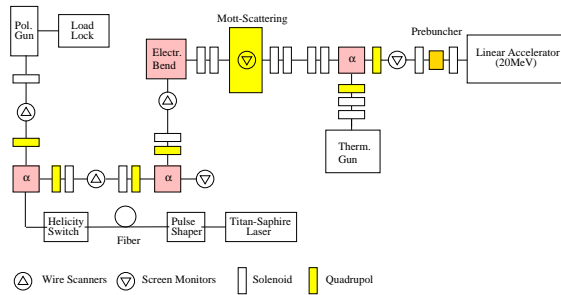 Mott-Scattering
Pol.
Gun
Load
Lock
Electr.
Bend
α
Prebuncher
Linear Accelerator
(20MeV)
Therm.
Gun
α
α
Helicity
Switch
Fiber
Pulse
Shaper
Titan-Saphire
Laser
Wire Scanners
Screen Monitors
Solenoid
Quadrupol